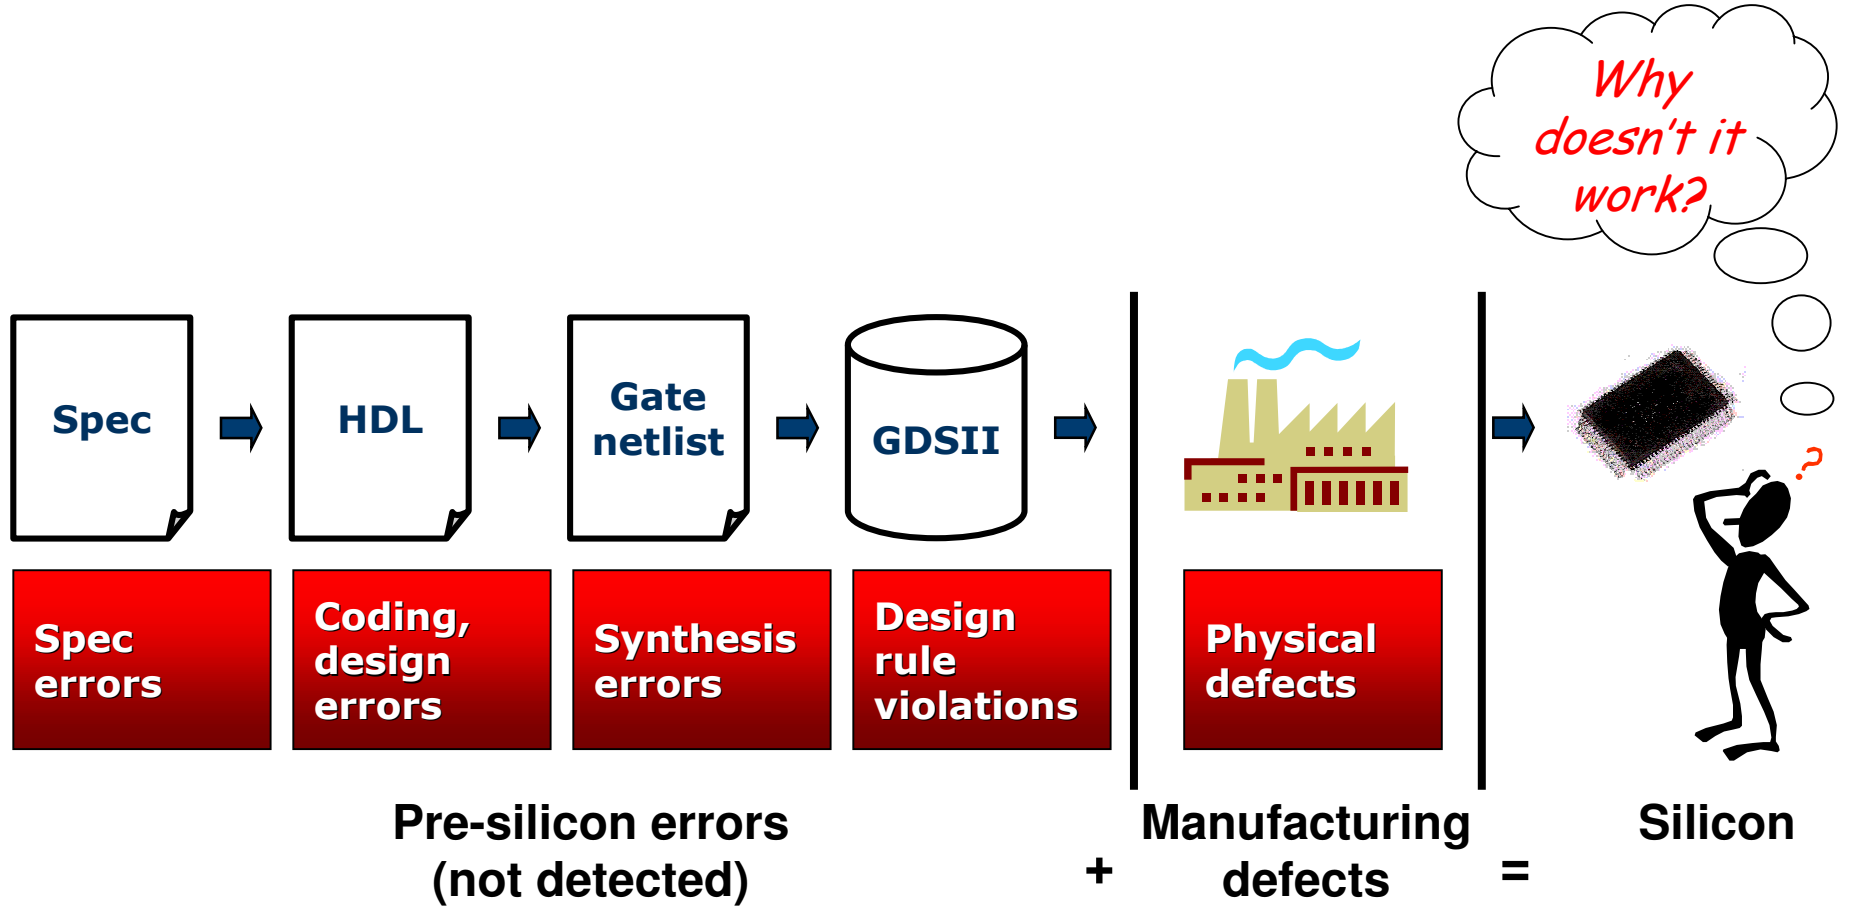 Why
doesn't it
work?
Spec
HDL
Gate
netlist
GDSII
?
Spec
errors
Coding,
design
errors
Synthesis
errors
Design
rule
violations
Physical
defects
Pre-silicon errors
(not detected)
+
Manufacturing
defects
=
Silicon